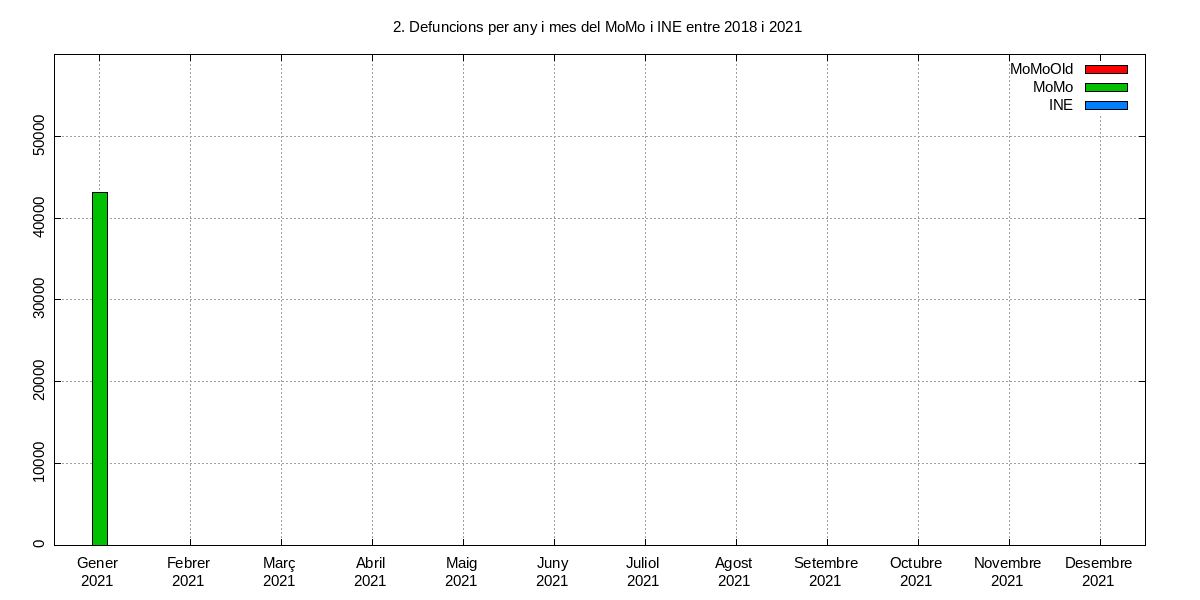 2. Defuncions per any i mes del MoMo i INE entre 2018 i 2021
MoMoOld
MoMo
INE
50000
40000
30000
20000
10000
0
Gener Febrer Març Abril Maig Juny Juliol Agost Setembre Octubre Novembre Desembre
2021 2021 2021 2021 2021 2021 2021 2021 2021 2021 2021 2021